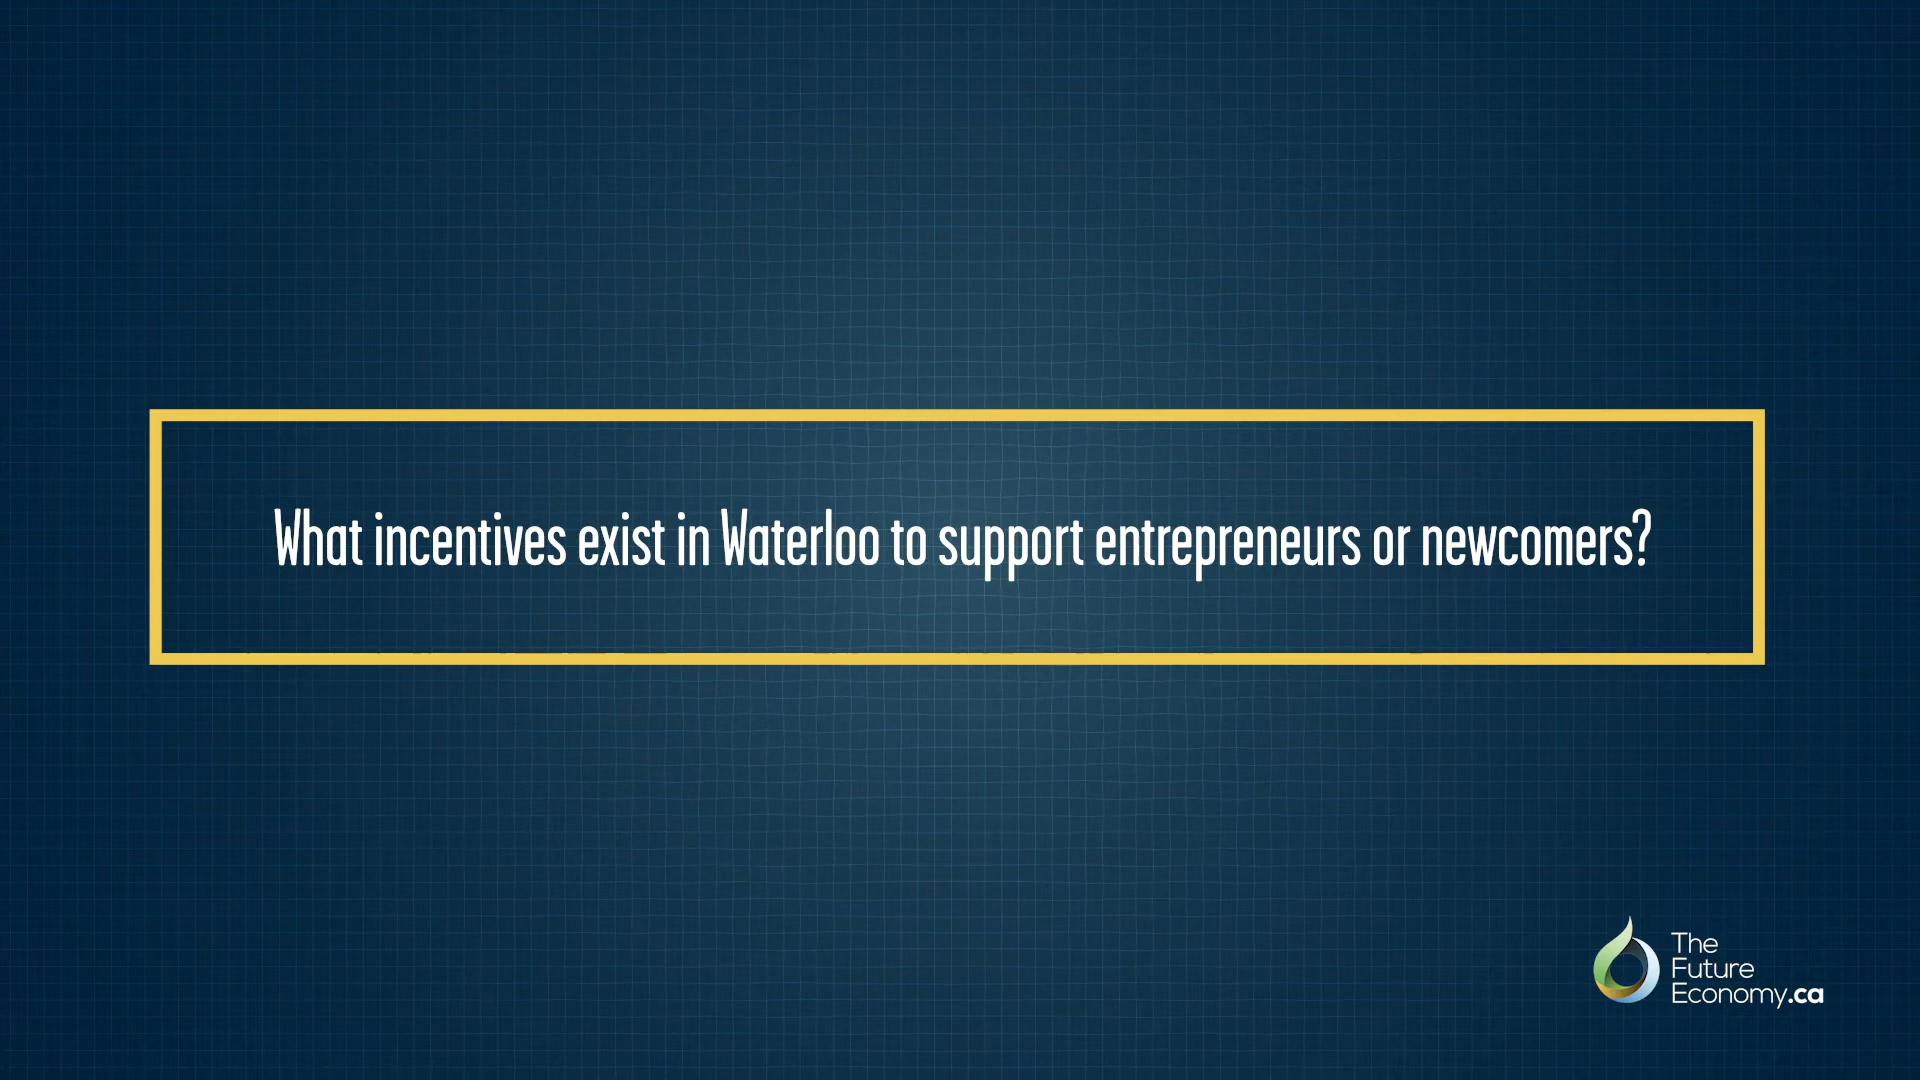 What incentives exist in Waterloo to support entrepreneurs or newcomers?
The
Future
Economy.ca